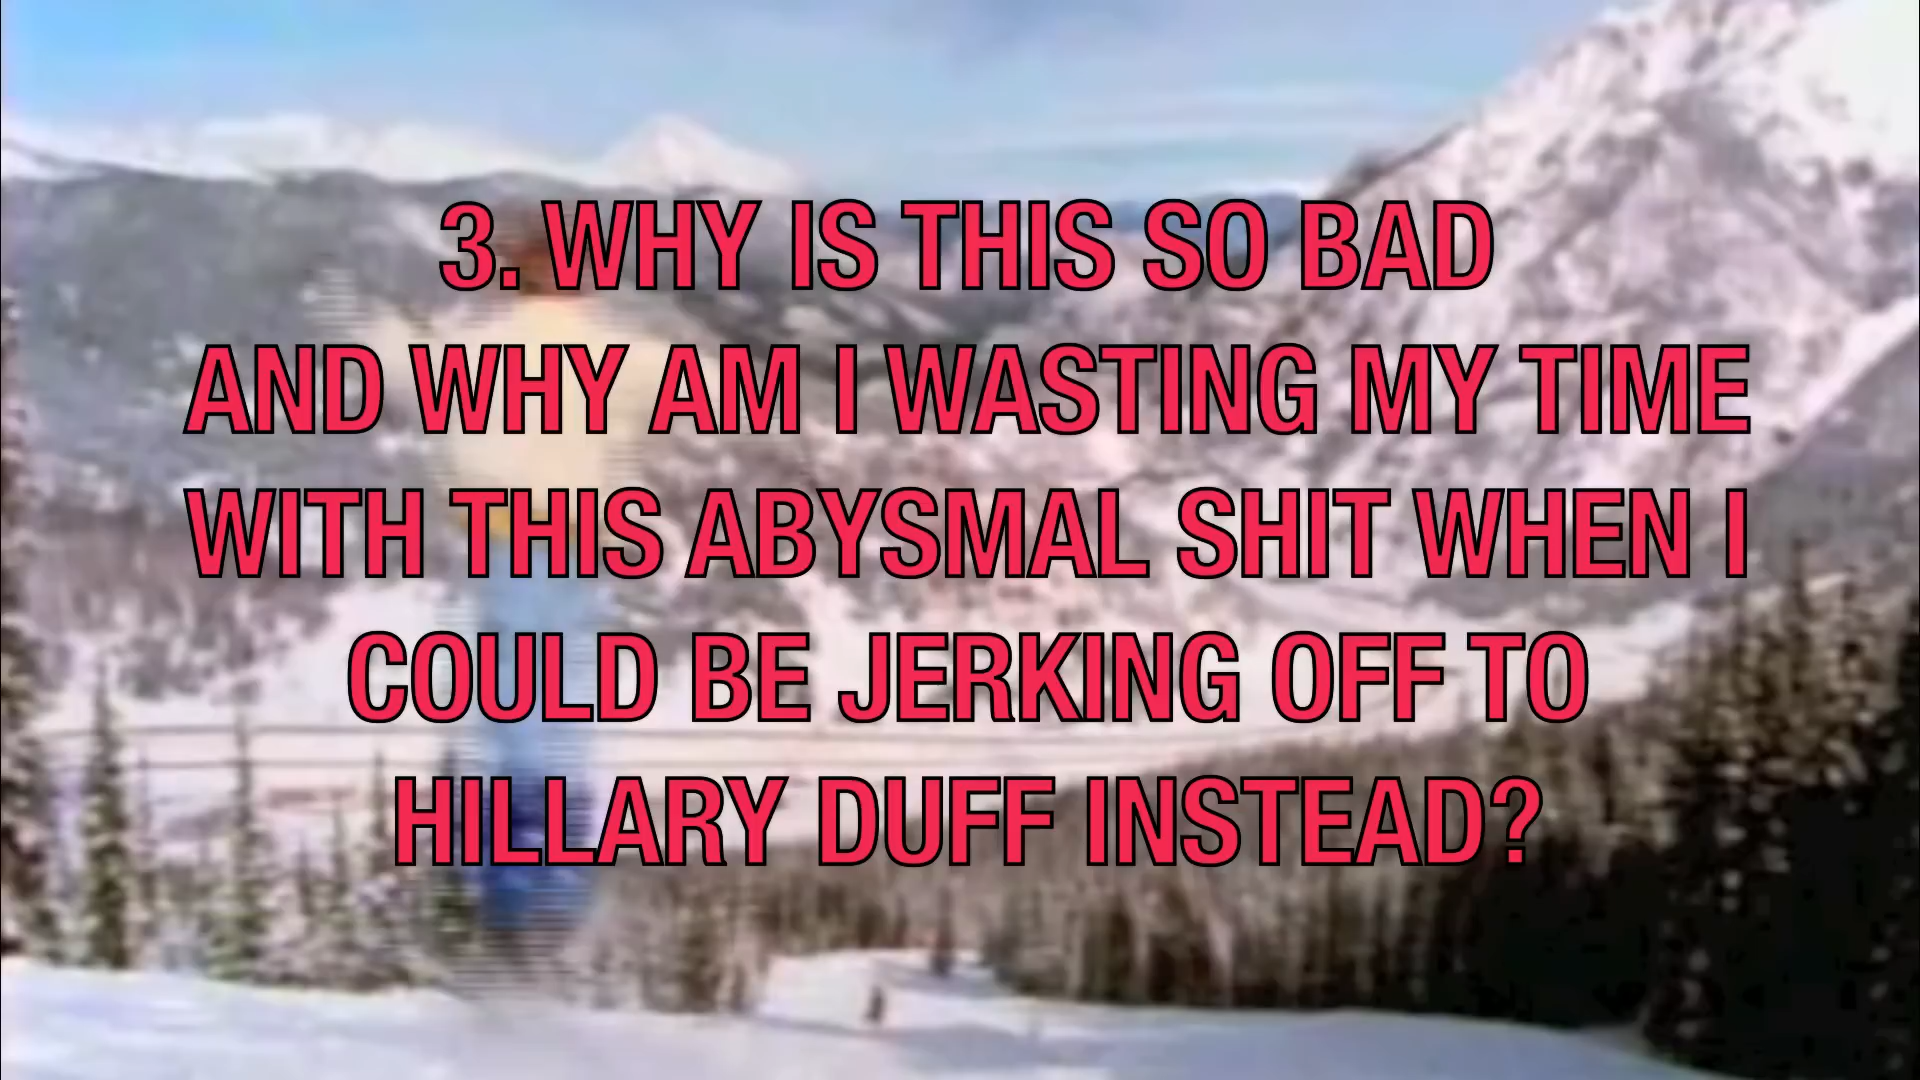 3. WHY IS THIS SO BAD
AND WHY AM I WASTING MY TIME
WITH THIS ABYSMAL SHIT WHEN I
COULD BE JERKING OFF TO
HILLARY DUFF INSTEAD?